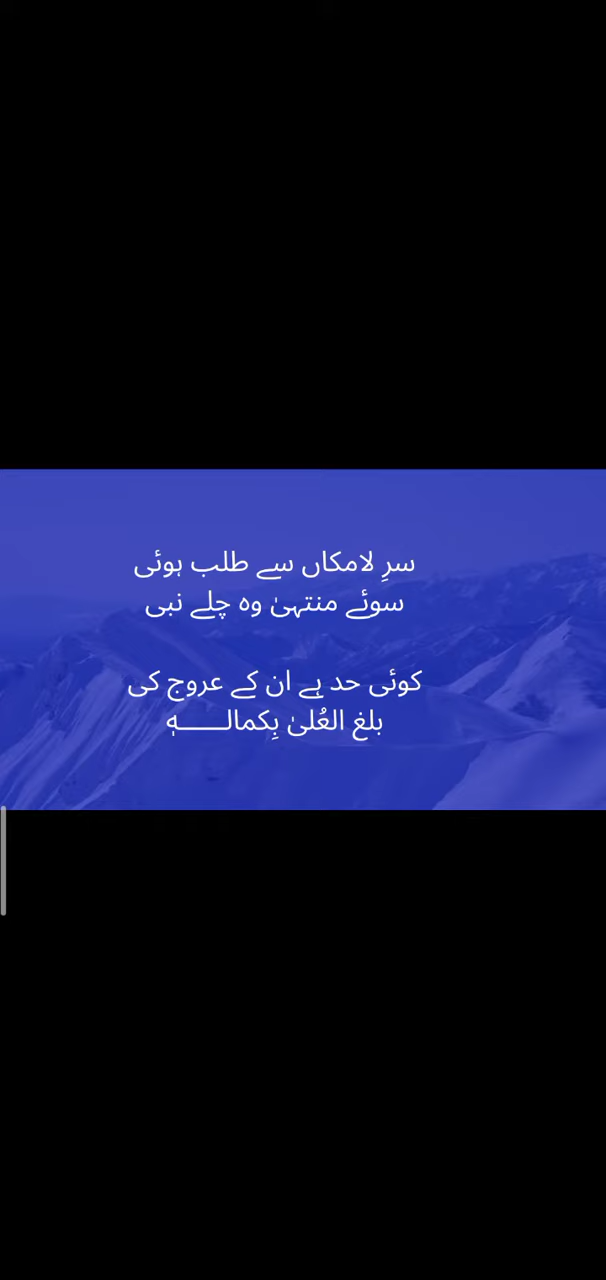 سرِ لامکاں سے طلب ہوئی
سوئے منتہیٰ وہ چلے نبی
کوئی حد ہے ان کے عروج کی
بلغ العُلیٰ بِکمالـــــہٖ